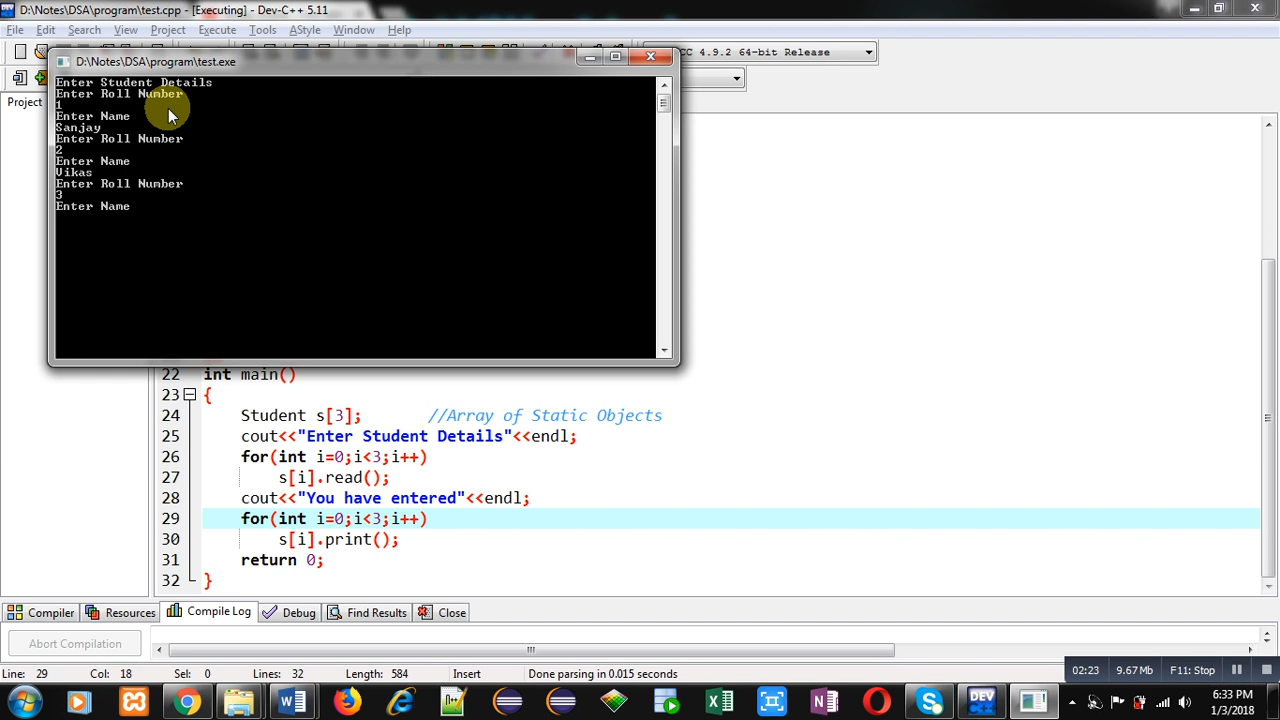 D:\Notes\DSA\program\test.cpp - [Executing] - Dev-C++ 5.11
File Edit Search View Project Execute Tools AStyle Window Help
D:\Notes\DSA\program\test.exe
CC 4.9.2 64-bit Release
Project
Enter Student Details
Enter Roll Number
1
Enter Name
Sanjay
Enter Roll Number
2
Enter Name
Vikas
Enter Roll Number
3
Enter Name
22 int main()
23 {
24 Student s[3]; //Array of Static Objects
25 cout<<"Enter Student Details"<<endl;
26 for(int i=0;i<3;i++)
27 s[i].read();
28 cout<<"You have entered"<<endl;
29 for(int i=0;i<3;i++)
30 s[i].print();
31 return 0;
32 }
Compiler Resources Compile Log Debug Find Results Close
Abort Compilation
Line: 29 Col: 18 Sel: 0 Lines: 32 Length: 584 Insert Done parsing in 0.015 seconds
02:23 9.67 Mb F11: Stop
DEV
6:33 PM
1/3/2018